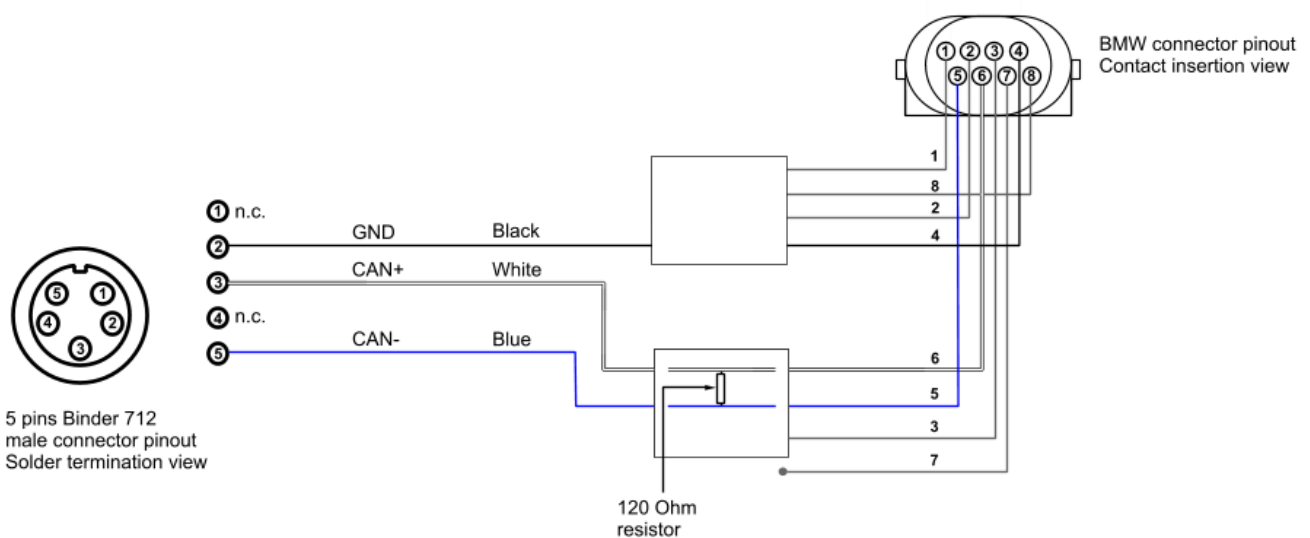 1 2 3 4
5 6 7 8
BMW connector pinout
Contact insertion view
1
8
2
4
1 n.c.
2 GND Black
3 CAN+ White
4 n.c.
5 CAN- Blue
5 1
4 2
3
6
5
3
7
5 pins Binder 712
male connector pinout
Solder termination view
120 Ohm
resistor